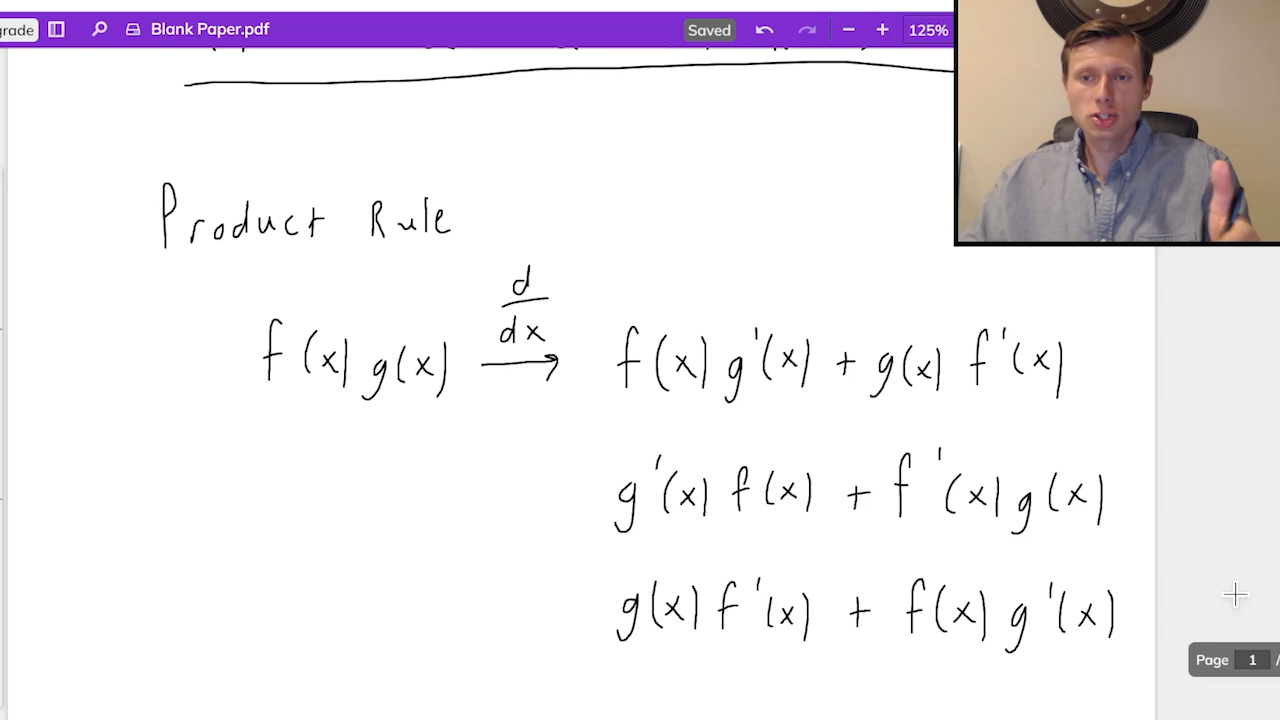 grade Blank Paper.pdf Saved 125%
Product Rule
f(x) g(x) d/dx → f(x) g'(x) + g(x) f'(x)
g'(x) f(x) + f'(x) g(x)
g(x) f'(x) + f(x) g'(x)
Page 1 /